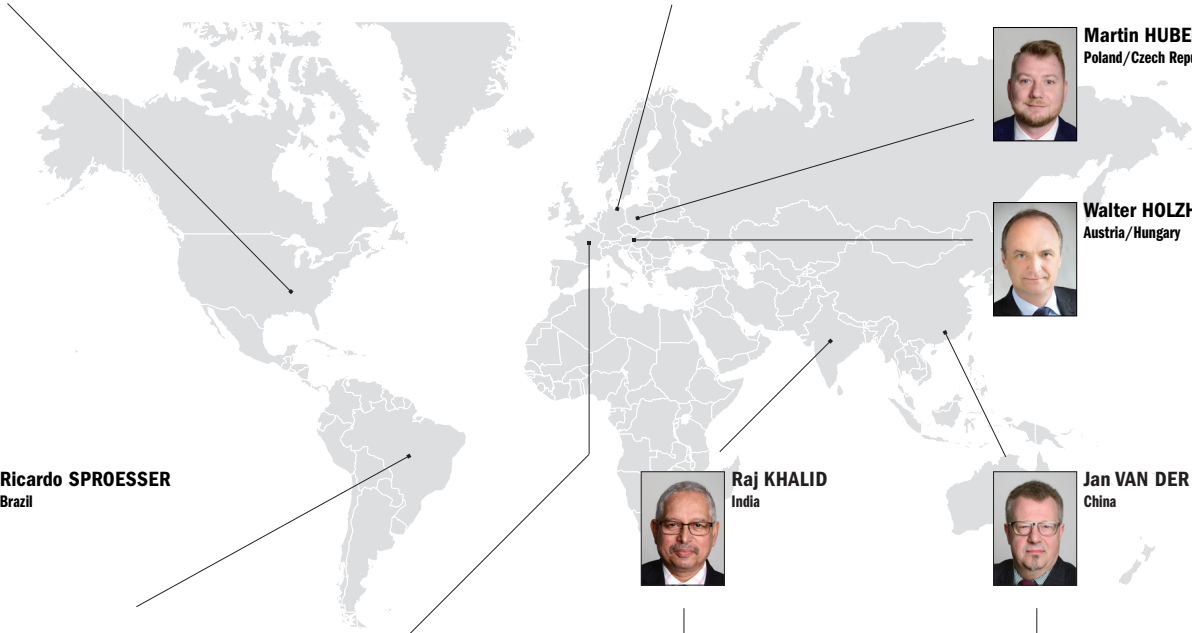 Martin HUBE
Poland/Czech Repu
Walter HOLZH
Austria/Hungary
Ricardo SPROESSER
Brazil
Raj KHALID
India
Jan VAN DER
China